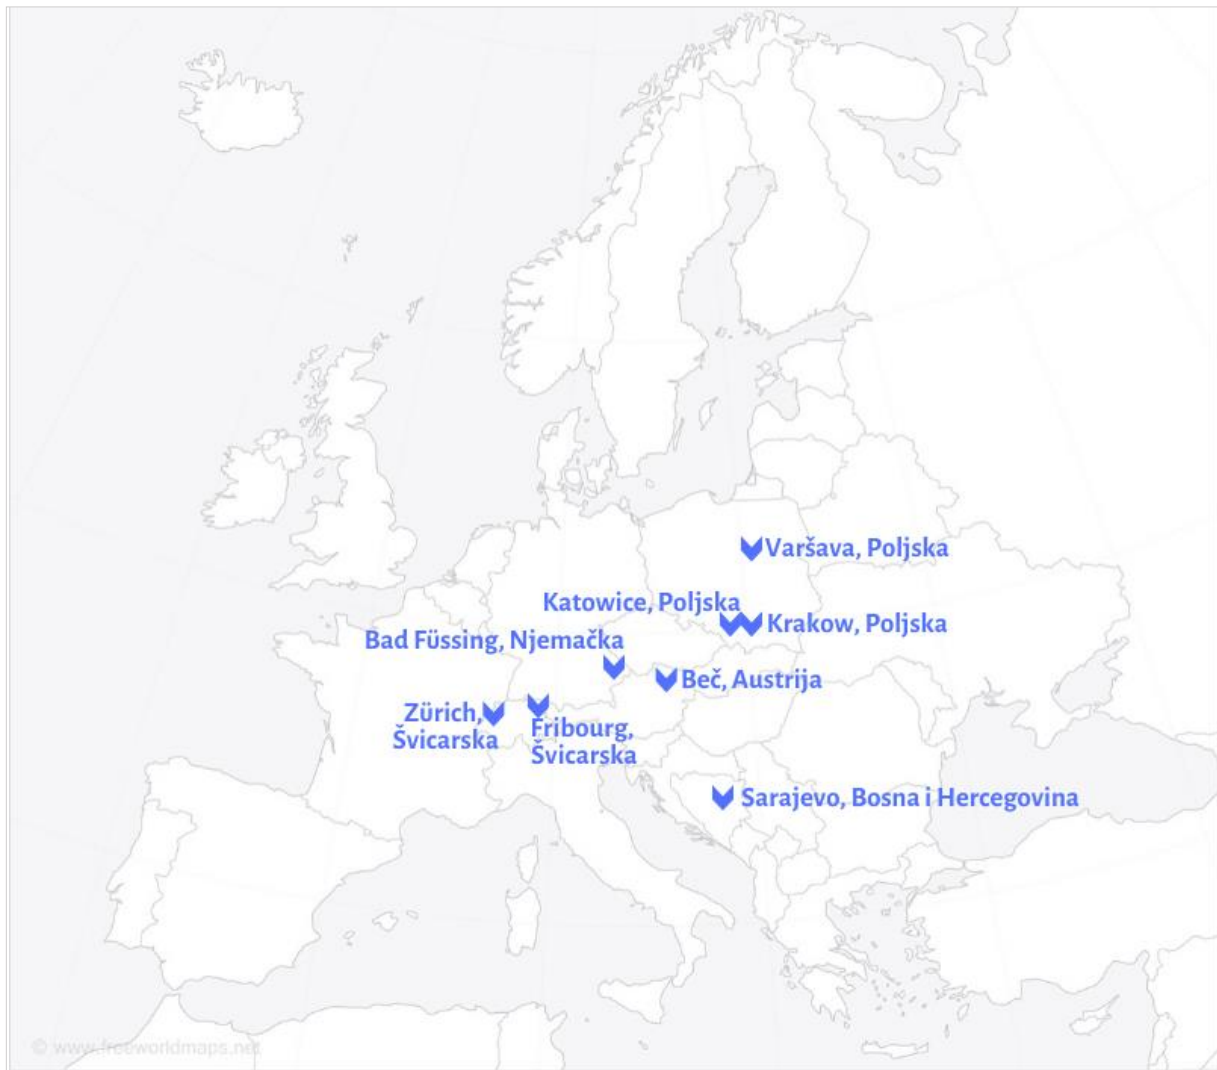 Varšava, Poljska
Katowice, Poljska
Krakow, Poljska
Bad Füssing, Njemačka
Beč, Austrija
Zürich,
Švicarska
Fribourg,
Švicarska
Sarajevo, Bosna i Hercegovina
© www.freeworldmaps.net